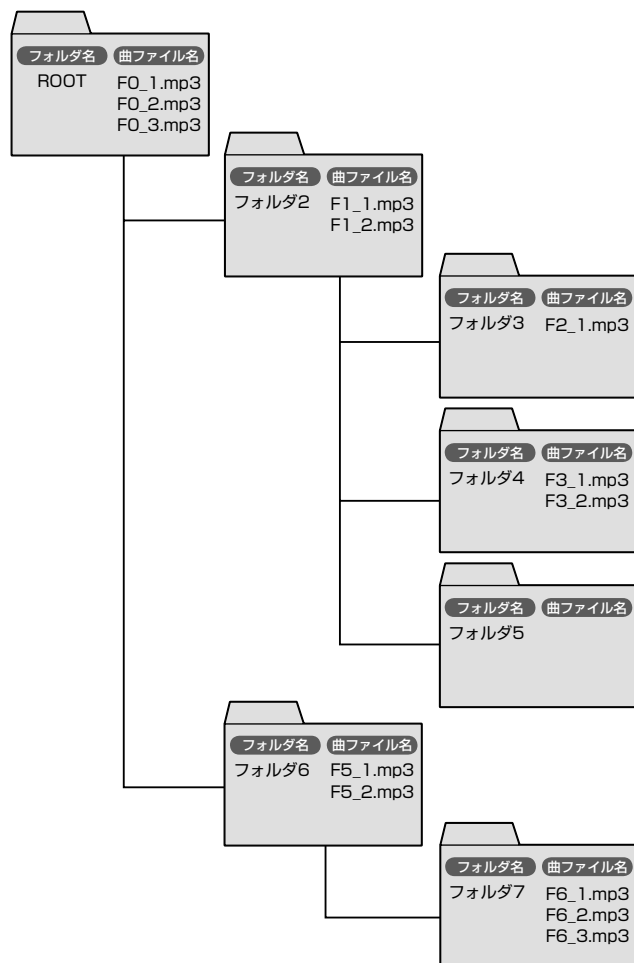 フォルダ名 曲ファイル名
ROOT F0_1.mp3
F0_2.mp3
F0_3.mp3
フォルダ名 曲ファイル名
フォルダ2 F1_1.mp3
F1_2.mp3
フォルダ名 曲ファイル名
フォルダ3 F2_1.mp3
フォルダ名 曲ファイル名
フォルダ4 F3_1.mp3
F3_2.mp3
フォルダ名 曲ファイル名
フォルダ5
フォルダ名 曲ファイル名
フォルダ6 F5_1.mp3
F5_2.mp3
フォルダ名 曲ファイル名
フォルダ7 F6_1.mp3
F6_2.mp3
F6_3.mp3